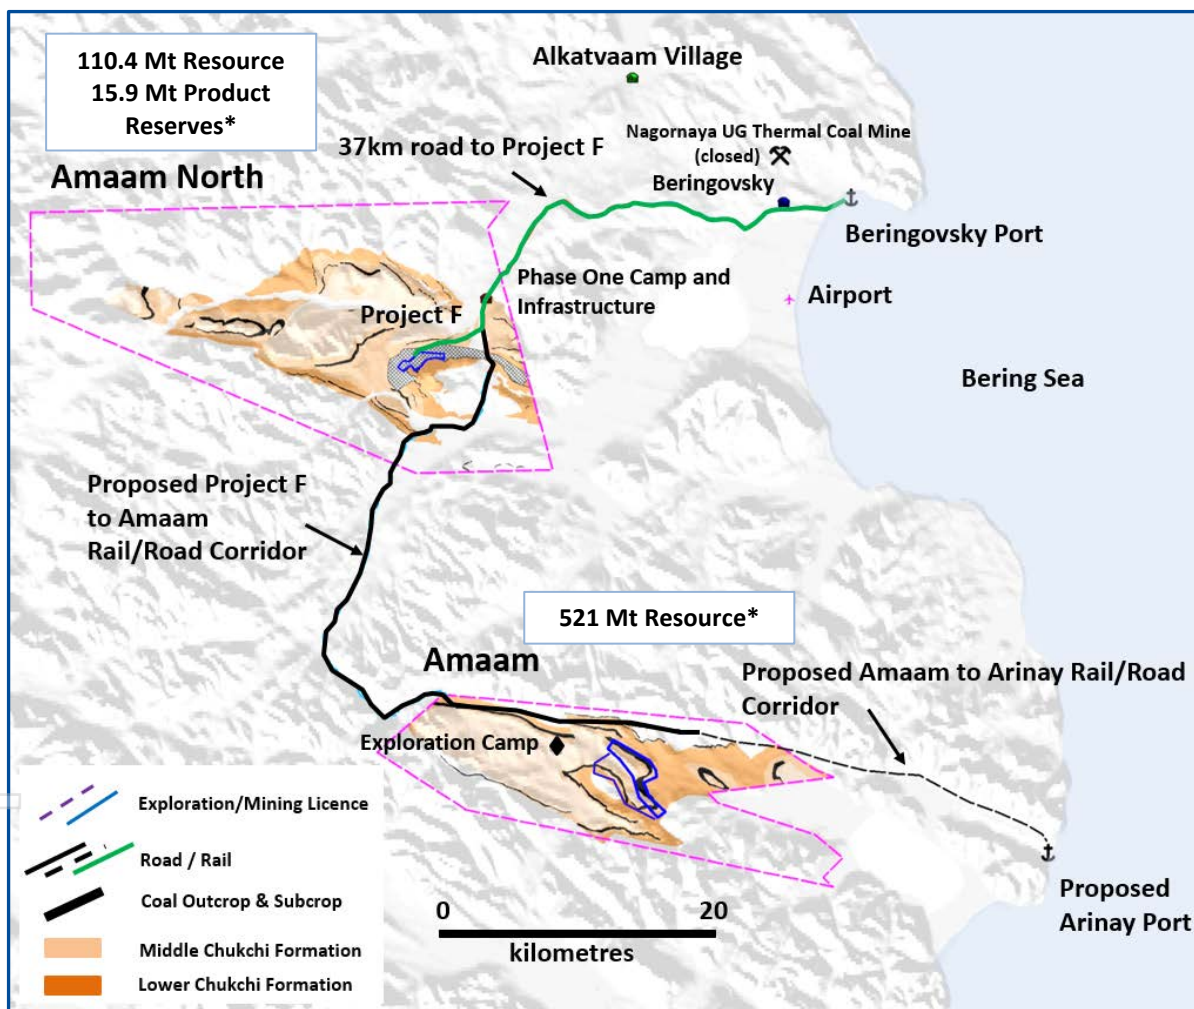 110.4 Mt Resource
15.9 Mt Product
Reserves*
Amaam North
Alkatvaam Village
37km road to Project F
Nagornaya UG Thermal Coal Mine
(closed)
Beringovsky
Beringovsky Port
Phase One Camp and
Infrastructure
Airport
Project F
Bering Sea
Proposed Project F
to Amaam
Rail/Road Corridor
521 Mt Resource*
Amaam
Proposed Amaam to Arinay Rail/Road
Corridor
Exploration Camp
Exploration/Mining Licence
Road / Rail
Coal Outcrop & Subcrop
Middle Chukchi Formation
Lower Chukchi Formation
0 20
kilometres
Proposed
Arinay Port